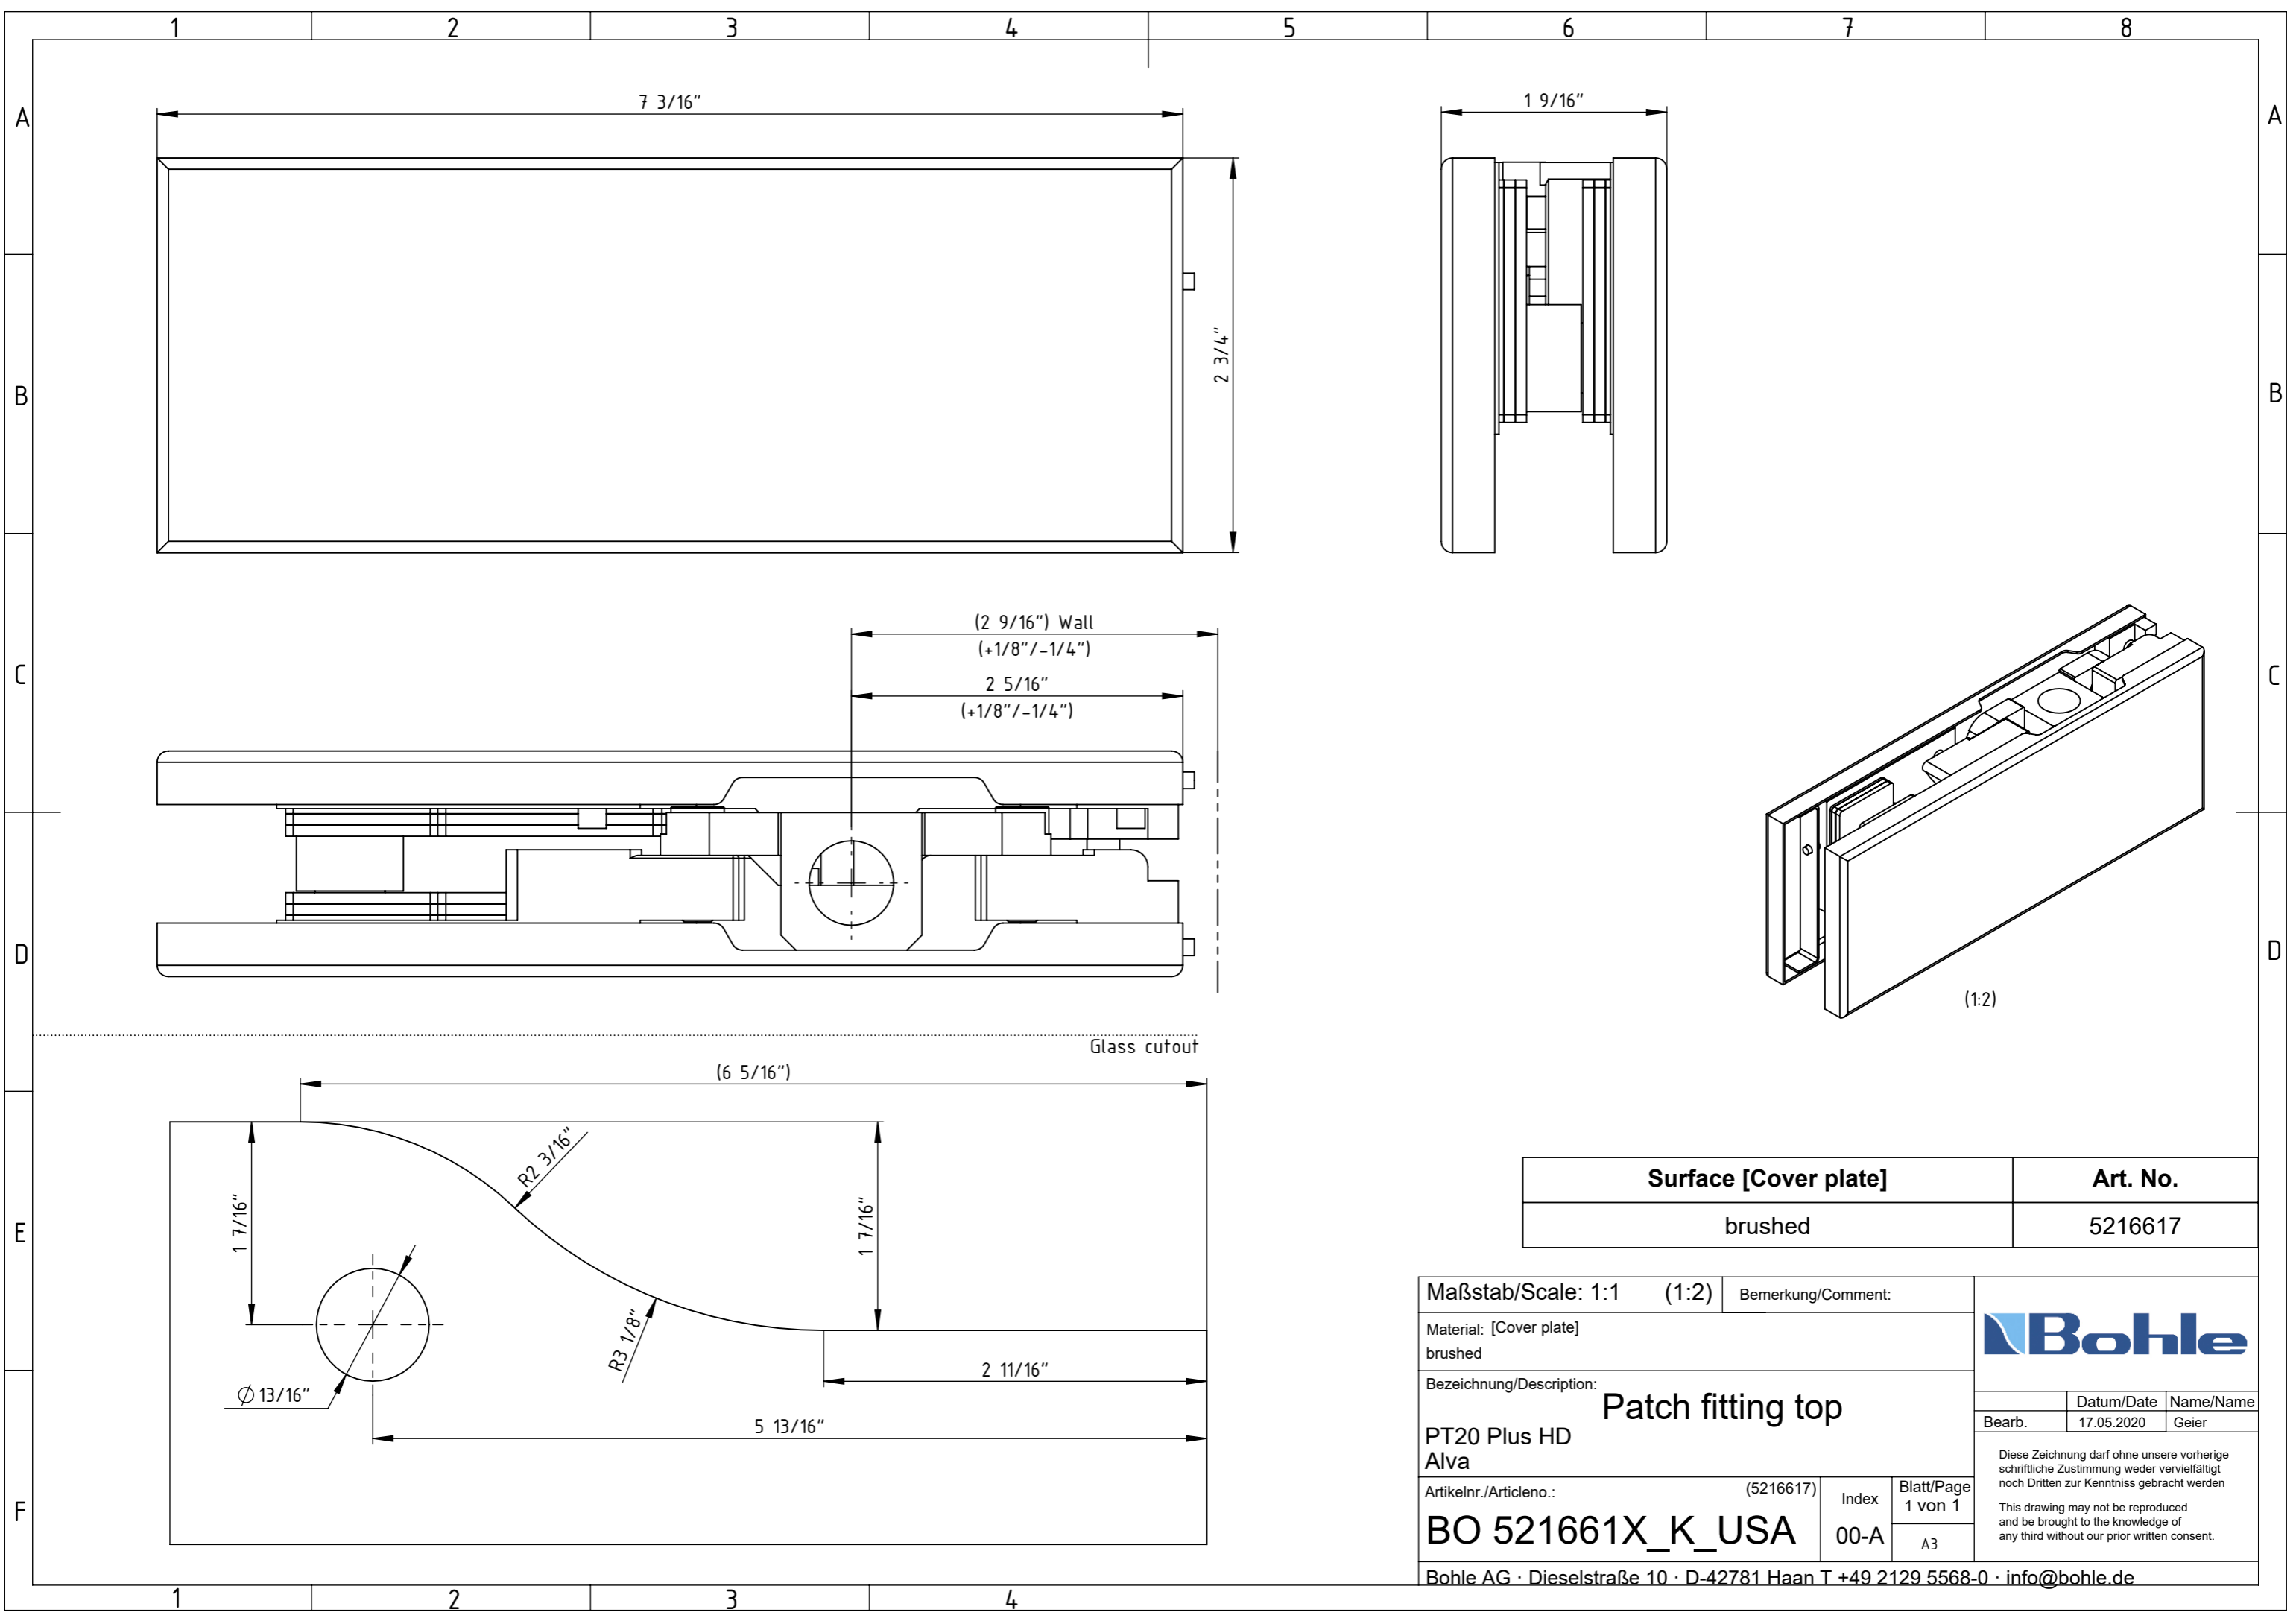 1 2 3 4 5 6 7 8
A A
B B
C C
D D
E
F
7 3/16"
2 3/4"
1 9/16"
(2 9/16") Wall
(+1/8"/-1/4")
2 5/16"
(+1/8"/-1/4")
(1:2)
Glass cutout
(6 5/16")
R2 3/16"
1 7/16"
1 7/16"
R3 1/8"
Ø 13/16"
2 11/16"
5 13/16"
Surface [Cover plate] Art. No.
brushed 5216617
Maßstab/Scale: 1:1 (1:2) Bemerkung/Comment:
Material: [Cover plate]
brushed
Bezeichnung/Description:
Patch fitting top
PT20 Plus HD
Alva
Artikelnr./Articleno.: (5216617)
BO 521661X_K_USA
Index
00-A
Blatt/Page
1 von 1
A3
Bohle
Datum/Date Name/Name
Bearb. 17.05.2020 Geier
Diese Zeichnung darf ohne unsere vorherige
schriftliche Zustimmung weder vervielfältigt
noch Dritten zur Kenntniss gebracht werden
This drawing may not be reproduced
and be brought to the knowledge of
any third without our prior written consent.
Bohle AG · Dieselstraße 10 · D-42781 Haan T +49 2129 5568-0 · info@bohle.de
1 2 3 4